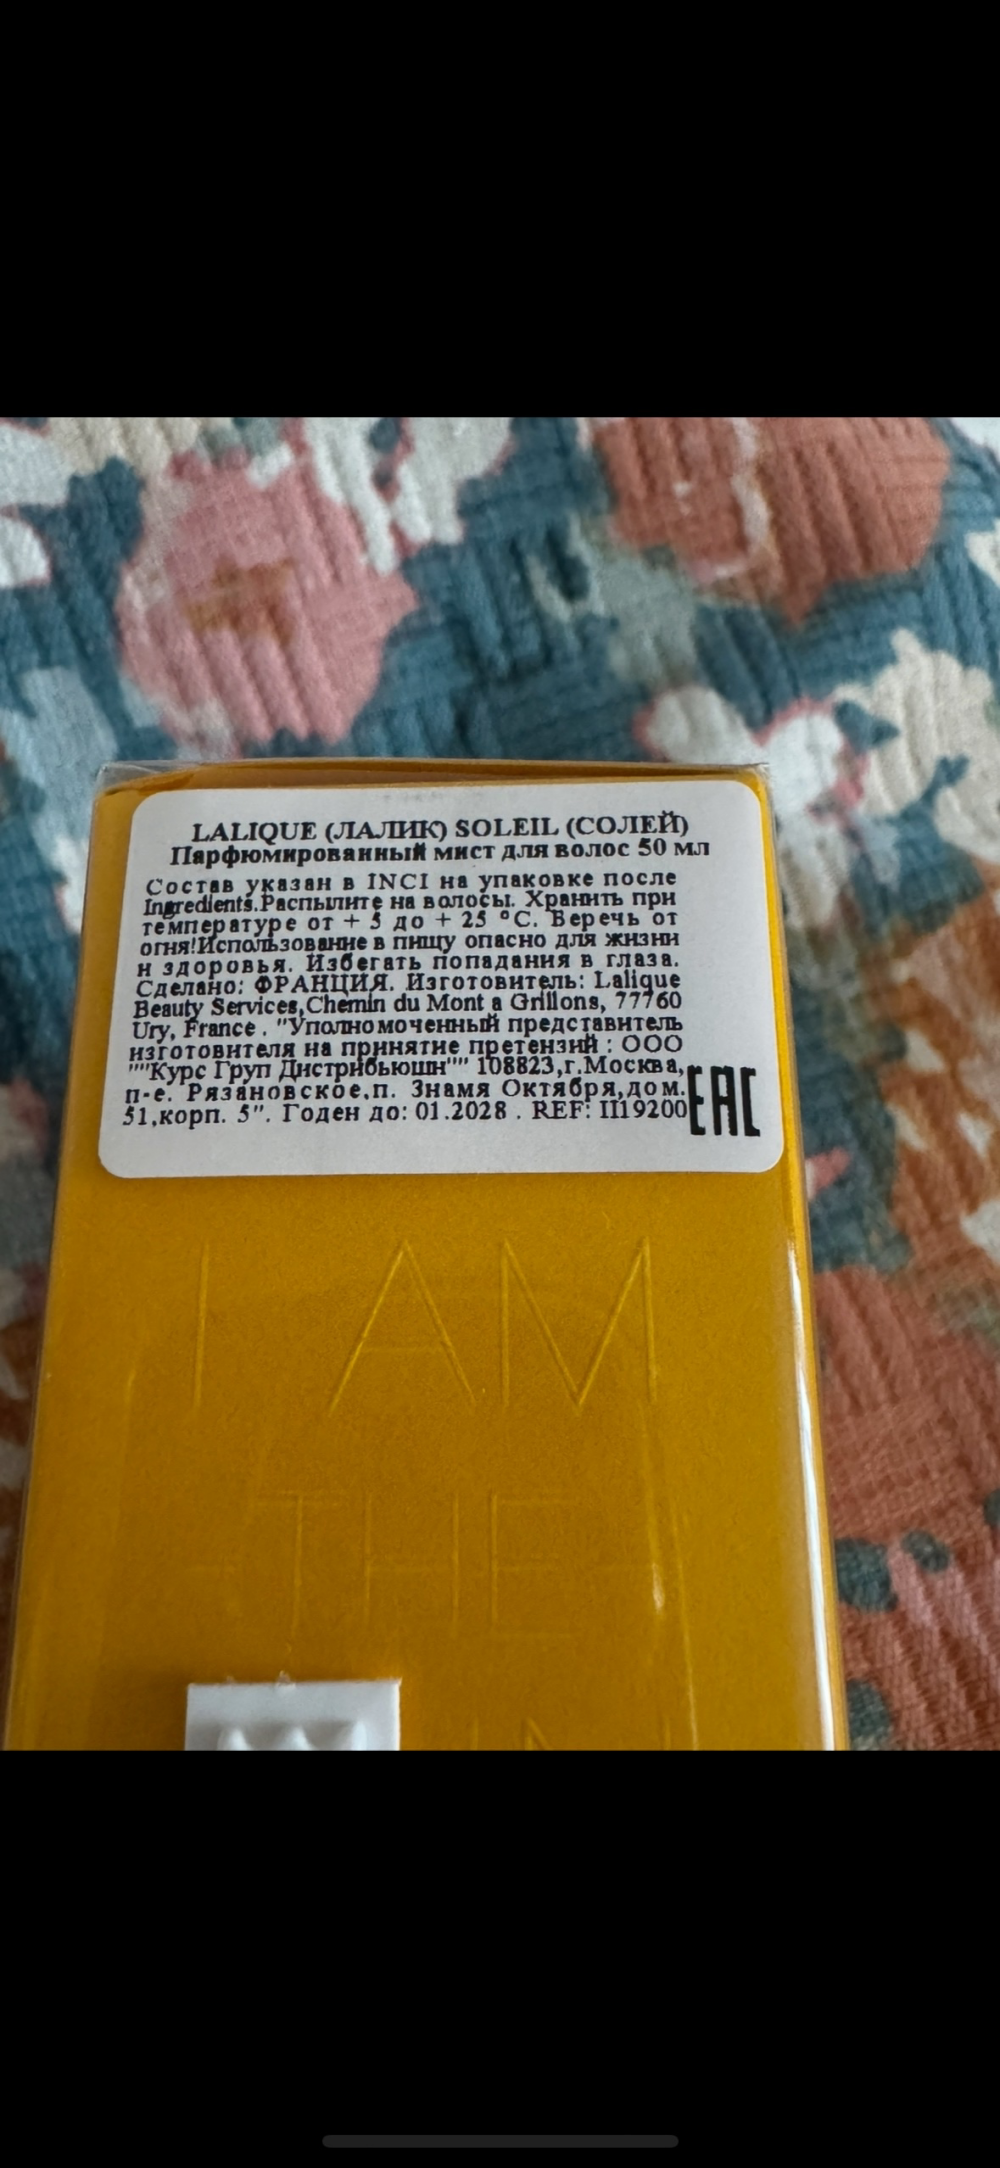 LALIQUE (ЛАЛИК) SOLEIL (СОЛЕЙ)
Парфюмированный мист для волос 50 мл
Состав указан в INCI на упаковке после
Ingredients.Распылите на волосы. Хранить при
температуре от + 5 до + 25 °С. Беречь от
огня!Использование в пищу опасно для жизни
и здоровья. Избегать попадания в глаза.
Сделано: ФРАНЦИЯ. Изготовитель: Lalique
Beauty Services,Chemin du Mont a Grillons, 77760
Ury, France . "Уполномоченный представитель
изготовителя на принятие претензий : ООО
""Курс Груп Дистрибьюшн"" 108823,г.Москва,
п-е. Рязановское,п. Знамя Октября,дом.
51,корп. 5". Годен до: 01.2028 . REF: II19200
EAC
I AM
THE